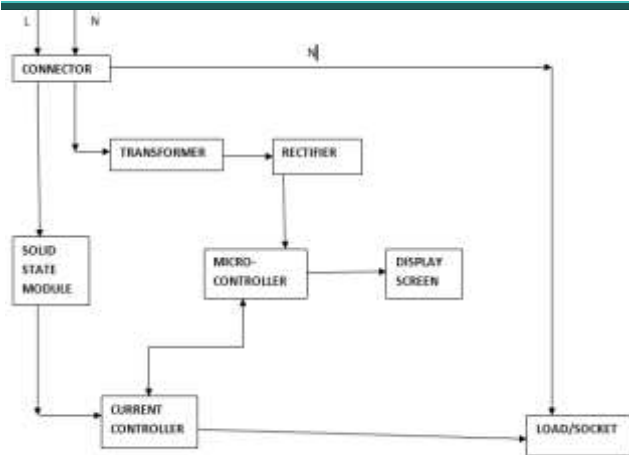 L N
N
CONNECTOR
TRANSFORMER
RECTIFIER
SOLID
STATE
MODULE
MICRO-
CONTROLLER
DISPLAY
SCREEN
CURRENT
CONTROLLER
LOAD/SOCKET